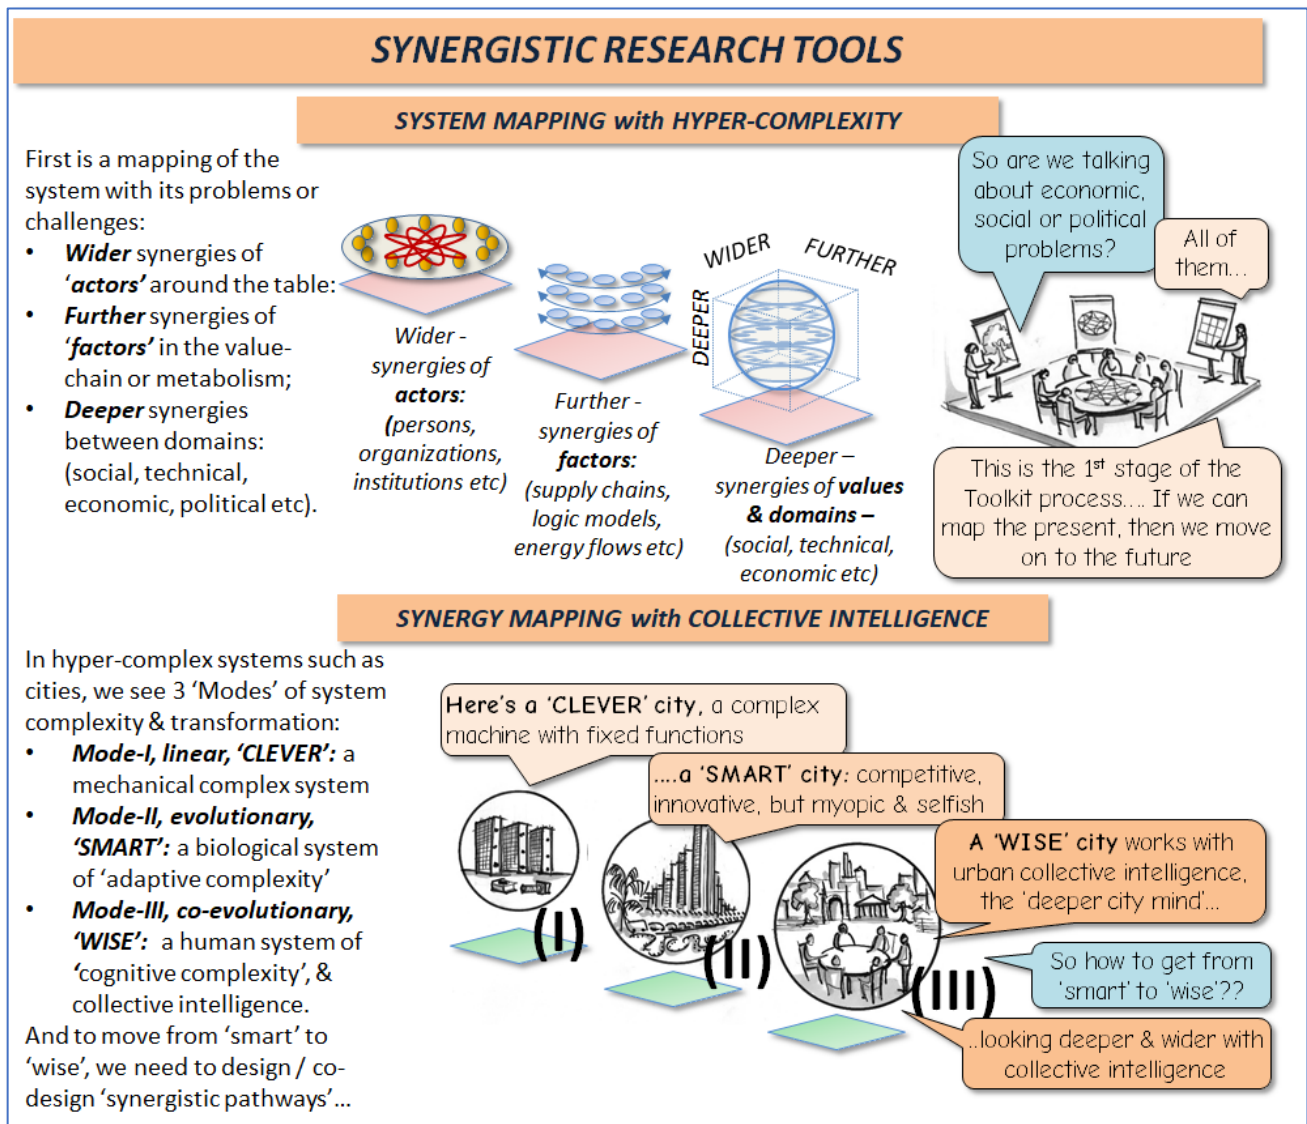 SYNERGISTIC RESEARCH TOOLS
SYSTEM MAPPING with HYPER-COMPLEXITY
First is a mapping of the
system with its problems or
challenges:
• Wider synergies of
‘actors’ around the table:
• Further synergies of
‘factors’ in the value-
chain or metabolism;
• Deeper synergies
between domains:
(social, technical,
economic, political etc).
Wider -
synergies of
actors:
(persons,
organizations,
institutions etc)
Further -
synergies of
factors:
(supply chains,
logic models,
energy flows etc)
WIDER
FURTHER
DEEPER
Deeper –
synergies of values
& domains –
(social, technical,
economic etc)
So are we talking
about economic,
social or political
problems?
All of
them...
This is the 1st stage of the
Toolkit process.... If we can
map the present, then we move
on to the future
SYNERGY MAPPING with COLLECTIVE INTELLIGENCE
In hyper-complex systems such as
cities, we see 3 ‘Modes’ of system
complexity & transformation:
• Mode-I, linear, ‘CLEVER’: a
mechanical complex system
• Mode-II, evolutionary,
‘SMART’: a biological system
of ‘adaptive complexity’
• Mode-III, co-evolutionary,
‘WISE’: a human system of
‘cognitive complexity’, &
collective intelligence.
And to move from ‘smart’ to
‘wise’, we need to design / co-
design ‘synergistic pathways’...
Here’s a ‘CLEVER’ city, a complex
machine with fixed functions
....a ‘SMART’ city: competitive,
innovative, but myopic & selfish
A ‘WISE’ city works with
urban collective intelligence,
the ‘deeper city mind’...
(I)
(II)
(III)
So how to get from
‘smart’ to ‘wise’??
..looking deeper & wider with
collective intelligence